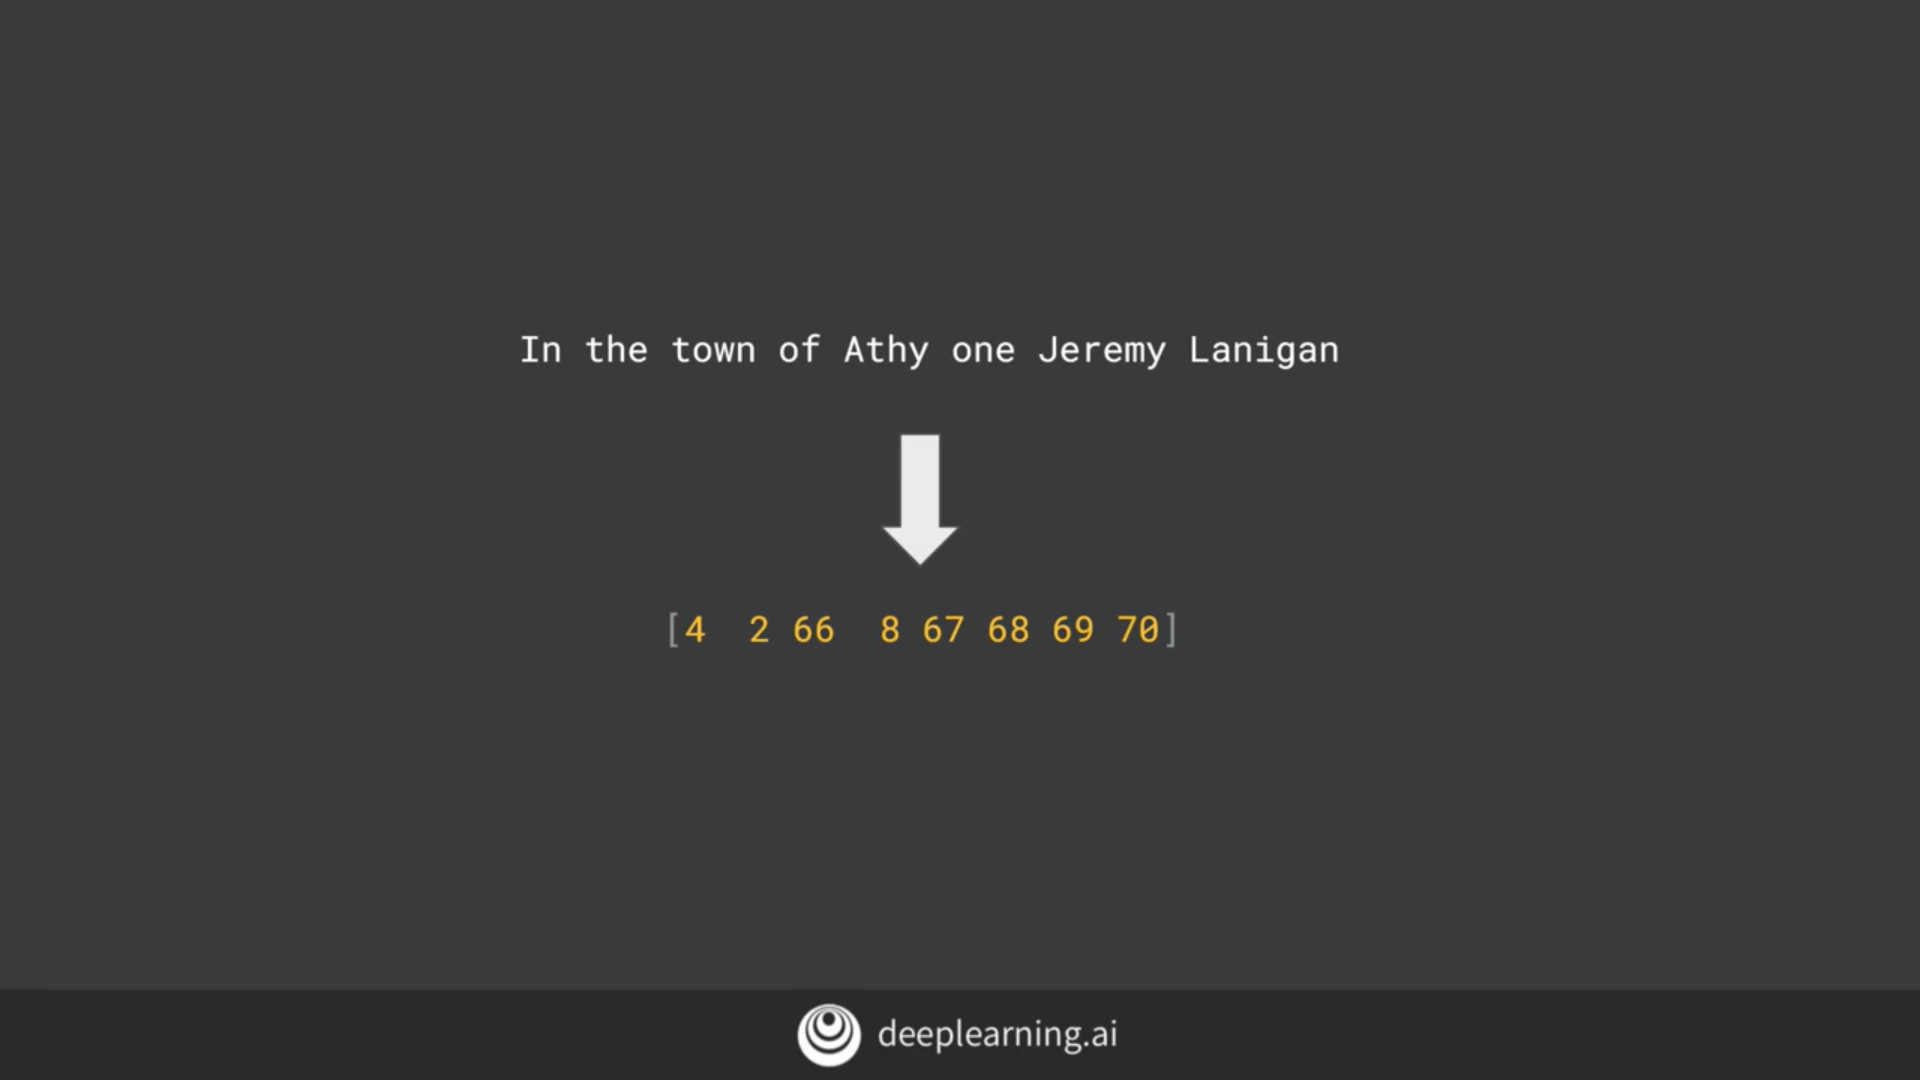 In the town of Athy one Jeremy Lanigan
[4  2 66  8 67 68 69 70]
deeplearning.ai